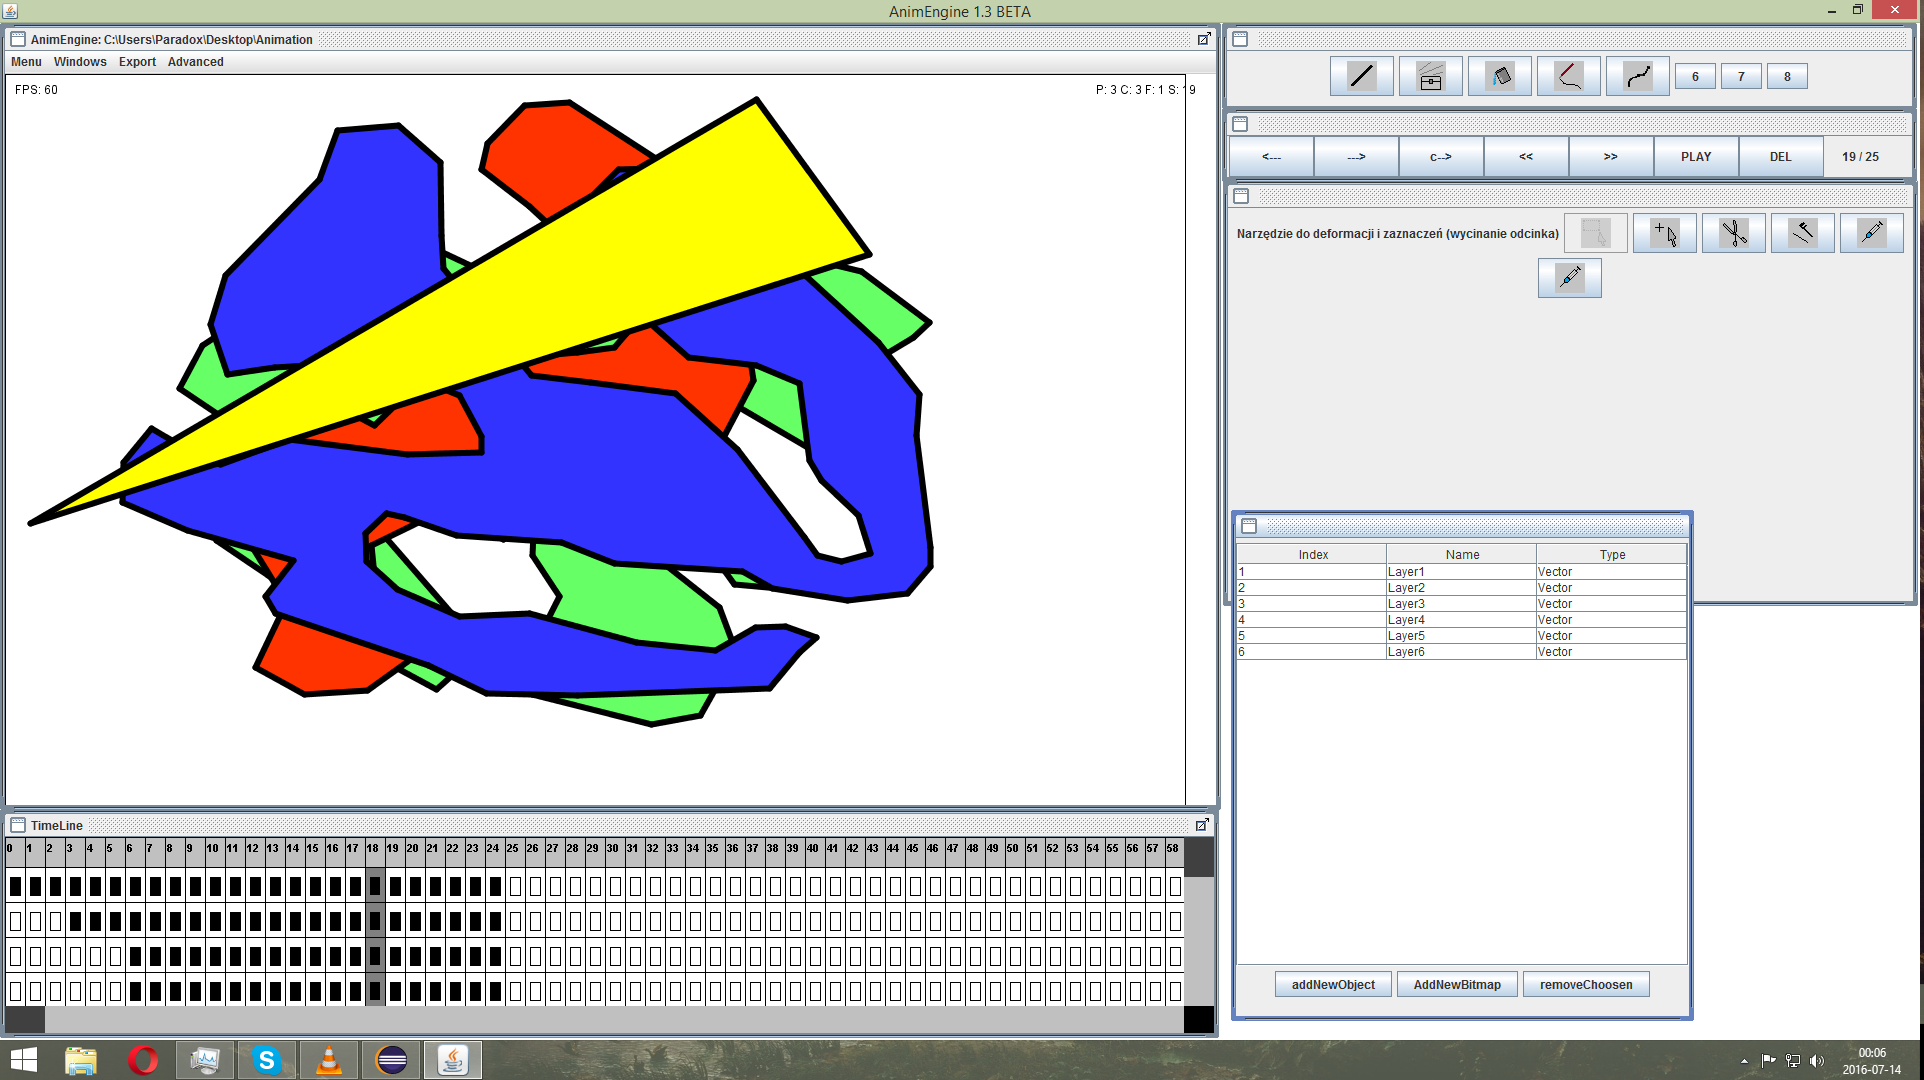 AnimEngine 1.3 BETA
AnimEngine: C:\Users\Paradox\Desktop\Animation
Menu Windows Export Advanced
FPS: 60
P: 3 C: 3 F: 1 S: 19
6 7 8
<--- ---> c--> << >> PLAY DEL 19 / 25
Narzędzie do deformacji i zaznaczeń (wycinanie odcinka)
Index Name Type
1 Layer1 Vector
2 Layer2 Vector
3 Layer3 Vector
4 Layer4 Vector
5 Layer5 Vector
6 Layer6 Vector
addNewObject AddNewBitmap removeChoosen
TimeLine
0 1 2 3 4 5 6 7 8 9 10 11 12 13 14 15 16 17 18 19 20 21 22 23 24 25 26 27 28 29 30 31 32 33 34 35 36 37 38 39 40 41 42 43 44 45 46 47 48 49 50 51 52 53 54 55 56 57 58
00:06
2016-07-14